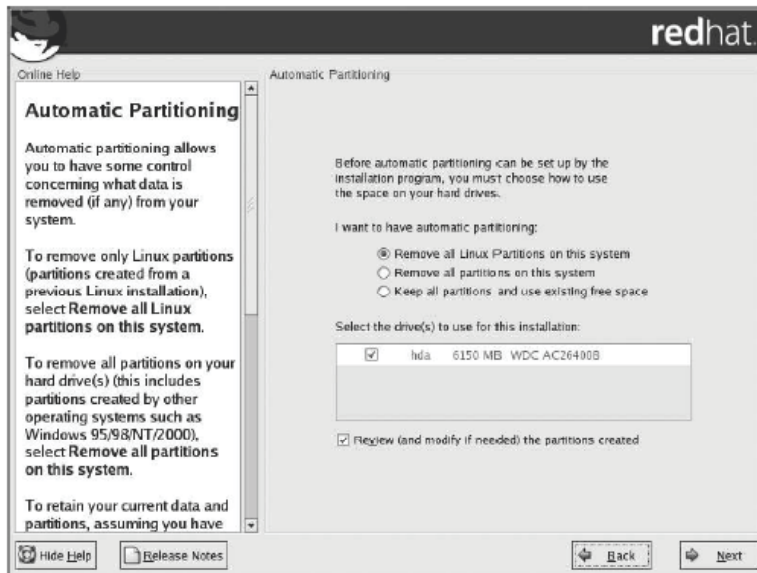 redhat.
Online Help
Automatic Partitioning
Automatic partitioning allows
you to have some control
concerning what data is
removed (if any) from your
system.
To remove only Linux partitions
(partitions created from a
previous Linux installation),
select Remove all Linux
partitions on this system.
To remove all partitions on your
hard drive(s) (this includes
partitions created by other
operating systems such as
Windows 95/98/NT/2000),
select Remove all partitions
on this system.
To retain your current data and
partitions, assuming you have
Automatic Partitioning
Before automatic partitioning can be set up by the
installation program, you must choose how to use
the space on your hard drives.
I want to have automatic partitioning:
Remove all Linux Partitions on this system
Remove all partitions on this system
Keep all partitions and use existing free space
Select the drive(s) to use for this installation:
hda 6150 MB WDC AC26400B
Review (and modify if needed) the partitions created
Hide Help
Release Notes
Back
Next